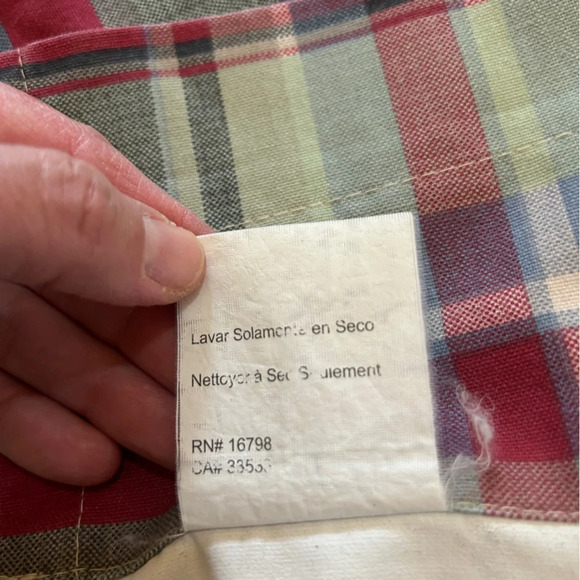 Lavar Solamente en Seco
Nettoyer à Sec Seulement
RN# 16798
CA#